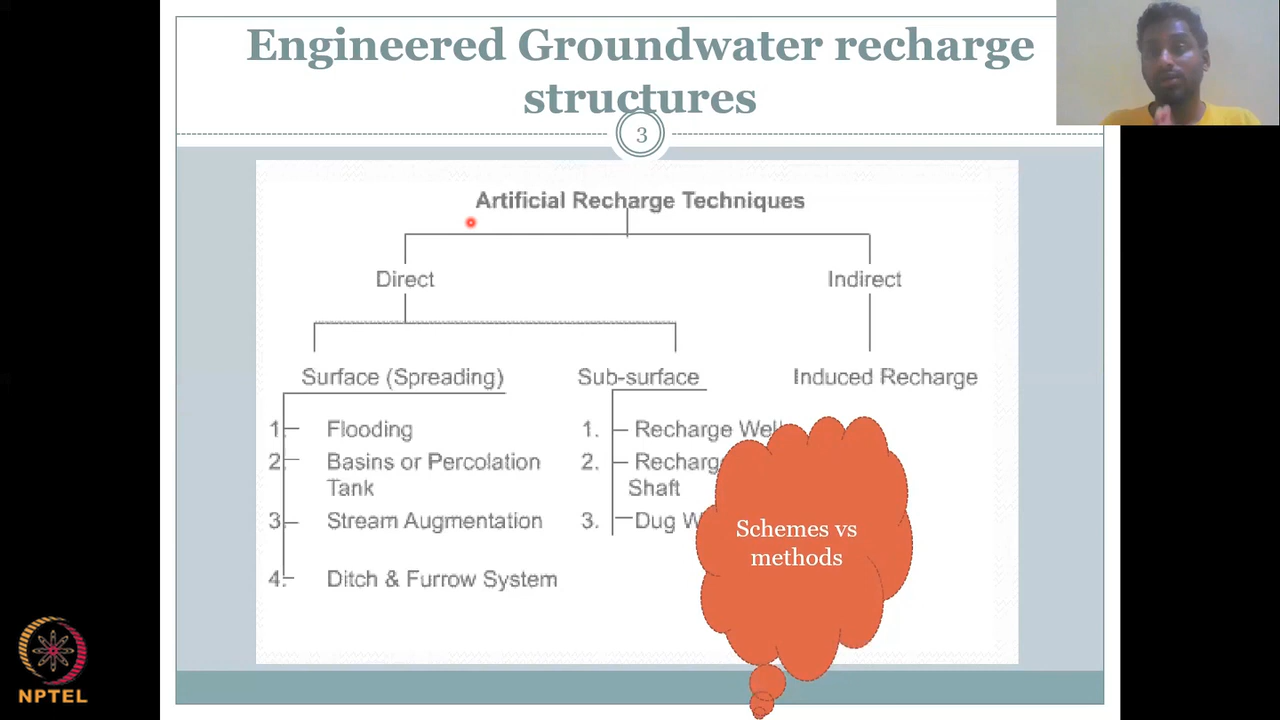 Engineered Groundwater recharge
structures
3
Artificial Recharge Techniques
Direct
Indirect
Surface (Spreading)
Sub-surface
Induced Recharge
1. Flooding
2. Basins or Percolation
Tank
3. Stream Augmentation
4. Ditch & Furrow System
1. Recharge Well
2. Recharg
Shaft
3. Dug W
Schemes vs
methods
NPTEL